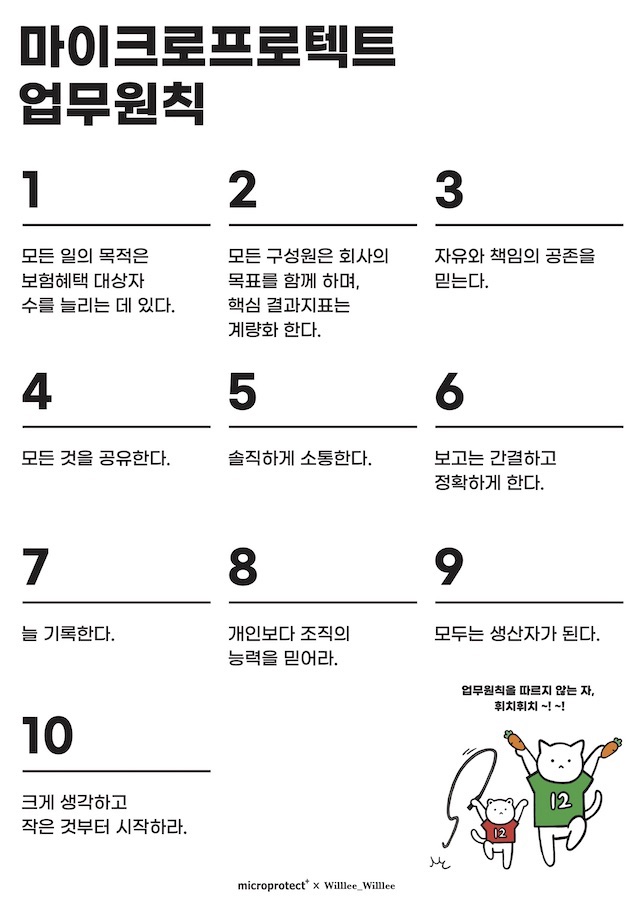 마이크로프로텍트
업무원칙
1
모든 일의 목적은
보험혜택 대상자
수를 늘리는 데 있다.
2
모든 구성원은 회사의
목표를 함께 하며,
핵심 결과지표는
계량화 한다.
3
자유와 책임의 공존을
믿는다.
4
모든 것을 공유한다.
5
솔직하게 소통한다.
6
보고는 간결하고
정확하게 한다.
7
늘 기록한다.
8
개인보다 조직의
능력을 믿어라.
9
모두는 생산자가 된다.
10
크게 생각하고
작은 것부터 시작하라.
업무원칙을 따르지 않는 자,
휘치휘치 ~! ~!
12
12
microprotect+ x Willlee_Willlee